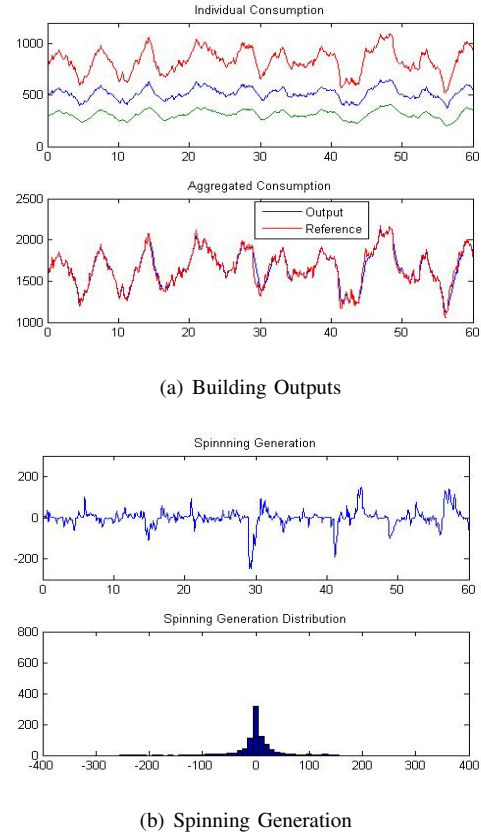 Individual Consumption
1000
500
0
0 10 20 30 40 50 60
Aggregated Consumption
2500
2000
1500
1000
Output
Reference
0 10 20 30 40 50 60
(a) Building Outputs
Spinnning Generation
200
0
-200
0 10 20 30 40 50 60
Spinning Generation Distribution
800
600
400
200
0
-400 -300 -200 -100 0 100 200 300 400
(b) Spinning Generation